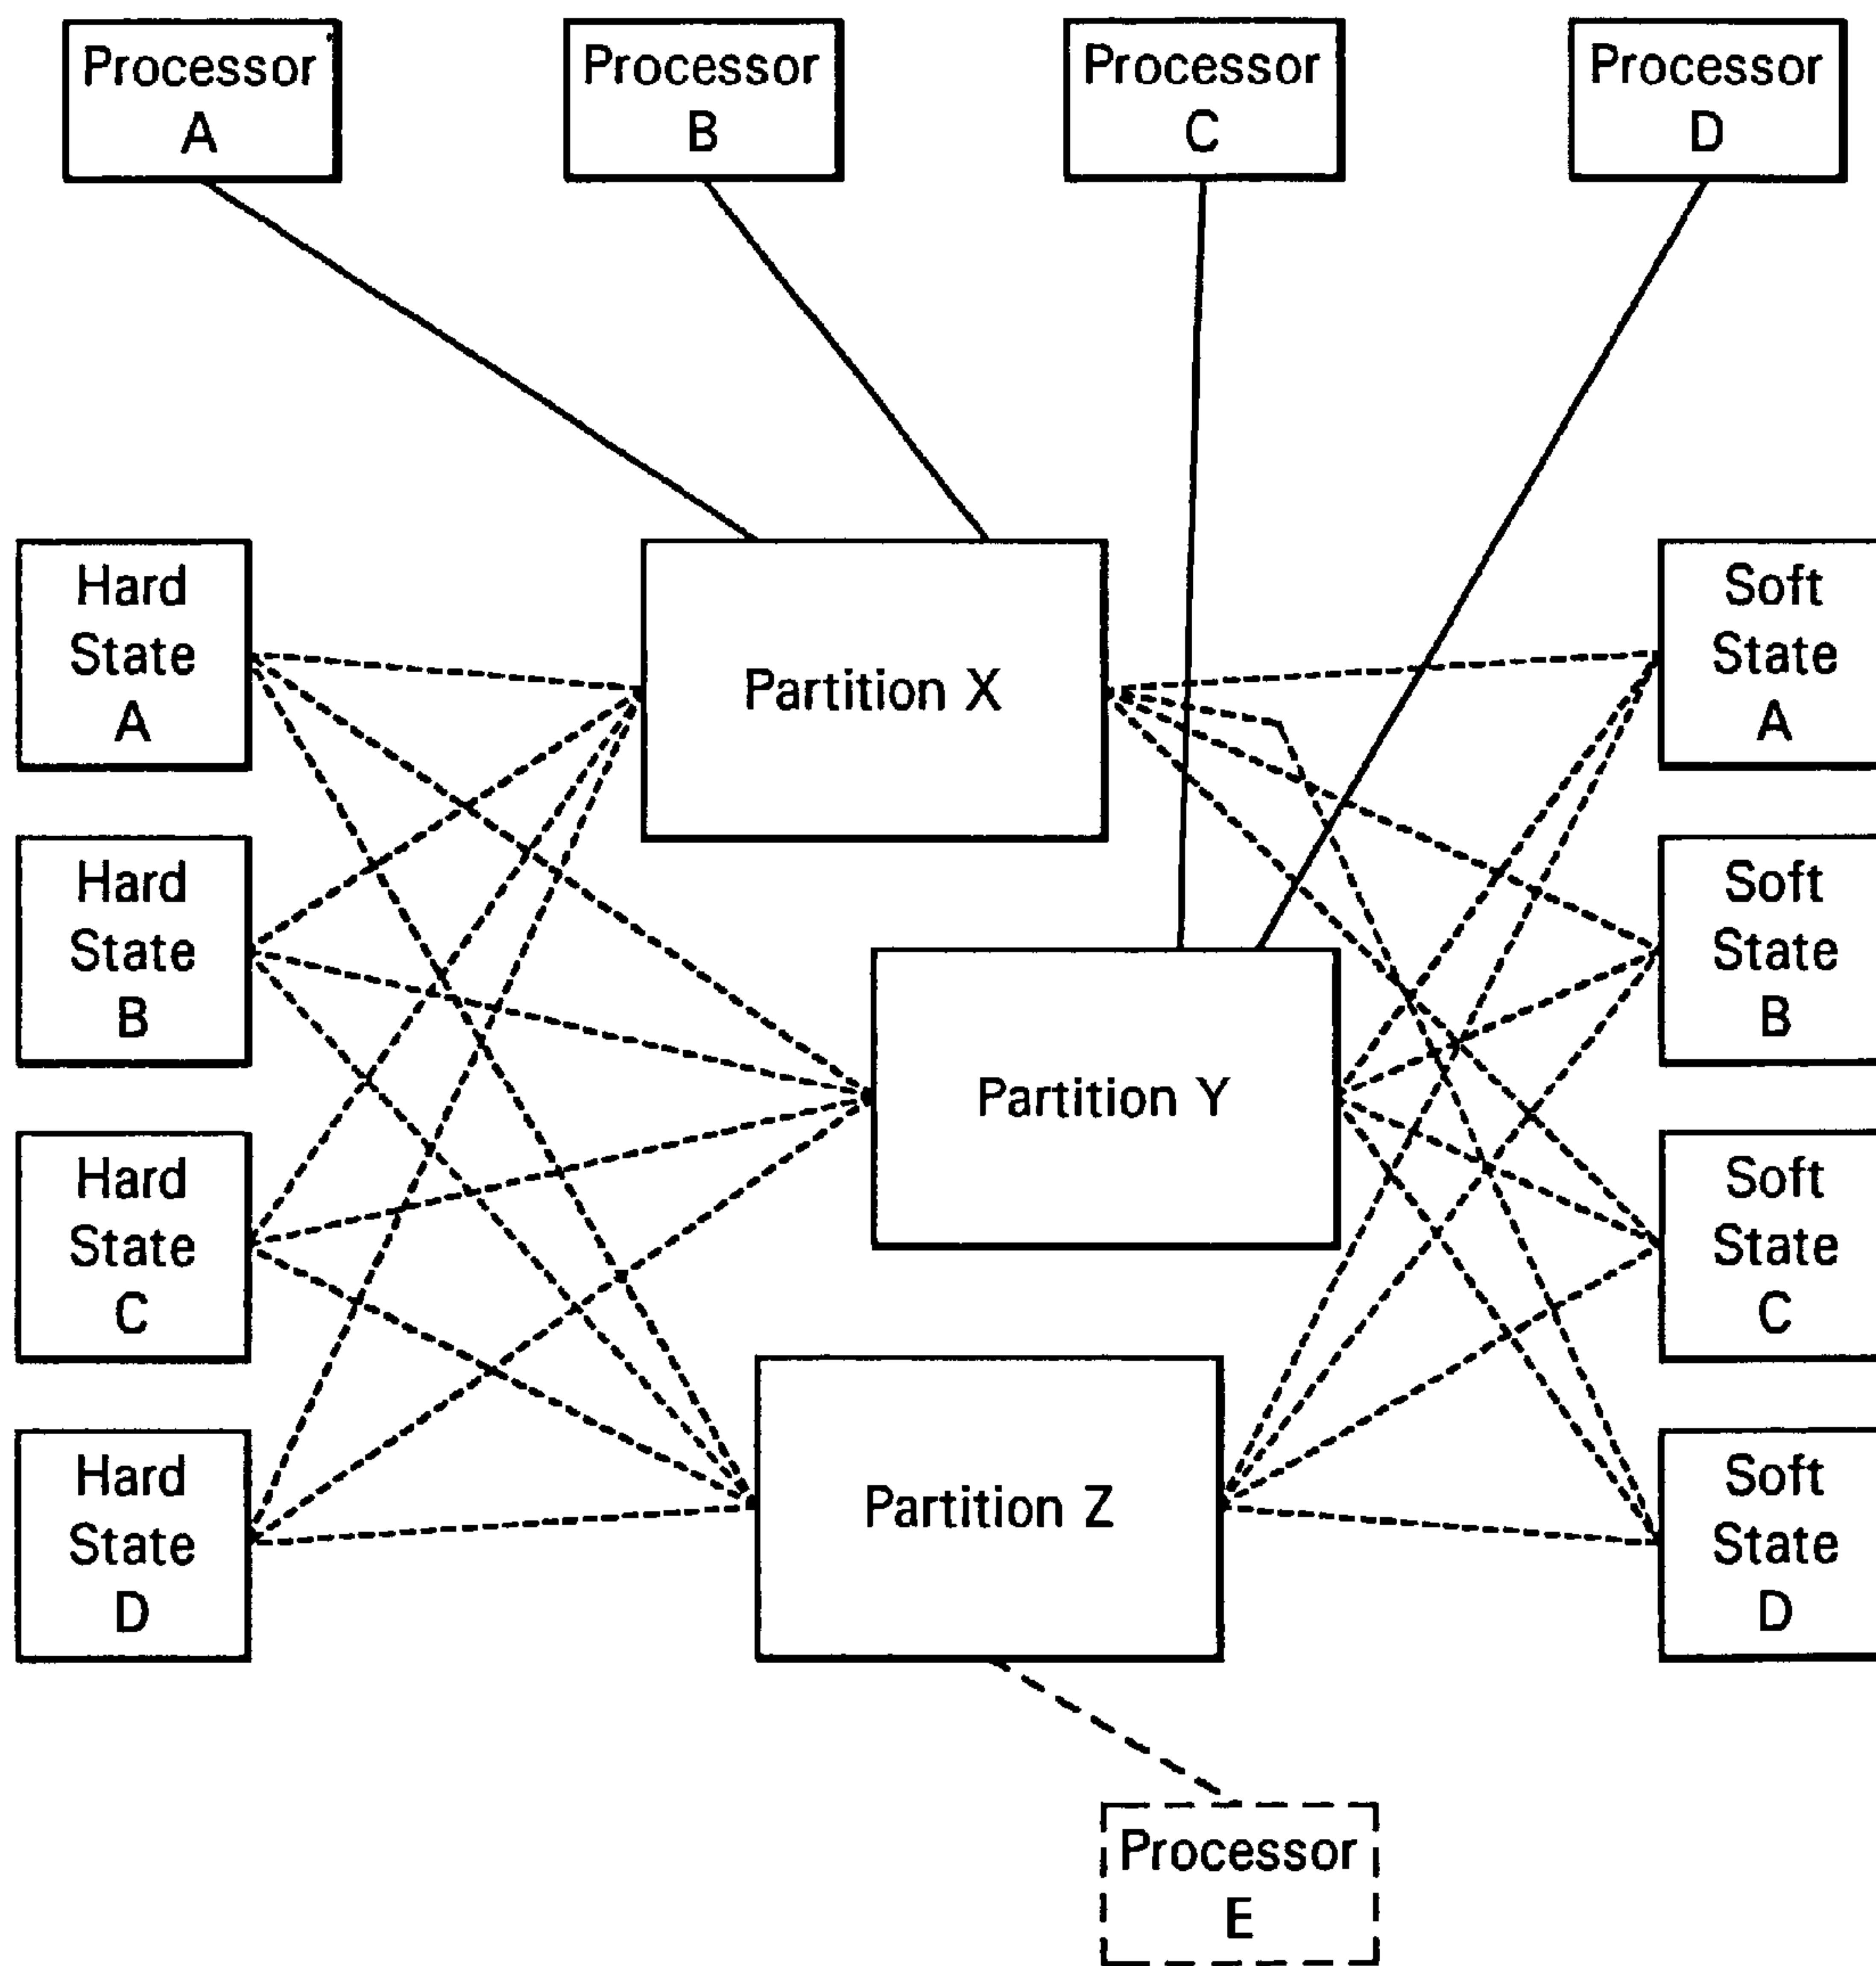 Processor
A
Processor
B
Processor
C
Processor
D
Hard
State
A
Partition X
Soft
State
A
Hard
State
B
Soft
State
B
Partition Y
Hard
State
C
Soft
State
C
Hard
State
D
Partition Z
Soft
State
D
Processor
E